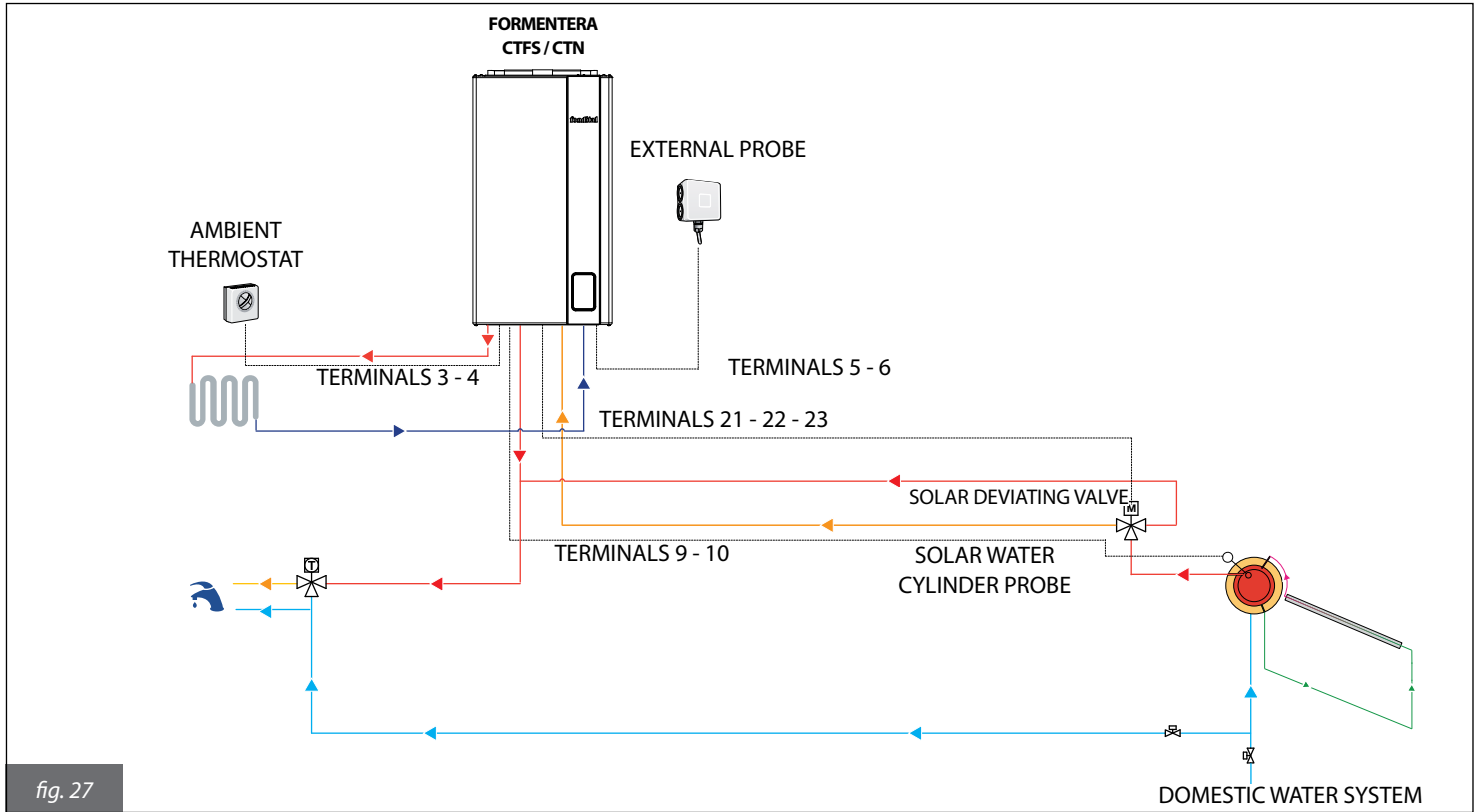 FORMENTERA
CTFS / CTN
fondital
EXTERNAL PROBE
AMBIENT
THERMOSTAT
TERMINALS 3 - 4
TERMINALS 5 - 6
TERMINALS 21 - 22 - 23
SOLAR DEVIATING VALVE
M
TERMINALS 9 - 10
SOLAR WATER
CYLINDER PROBE
T
fig. 27
DOMESTIC WATER SYSTEM